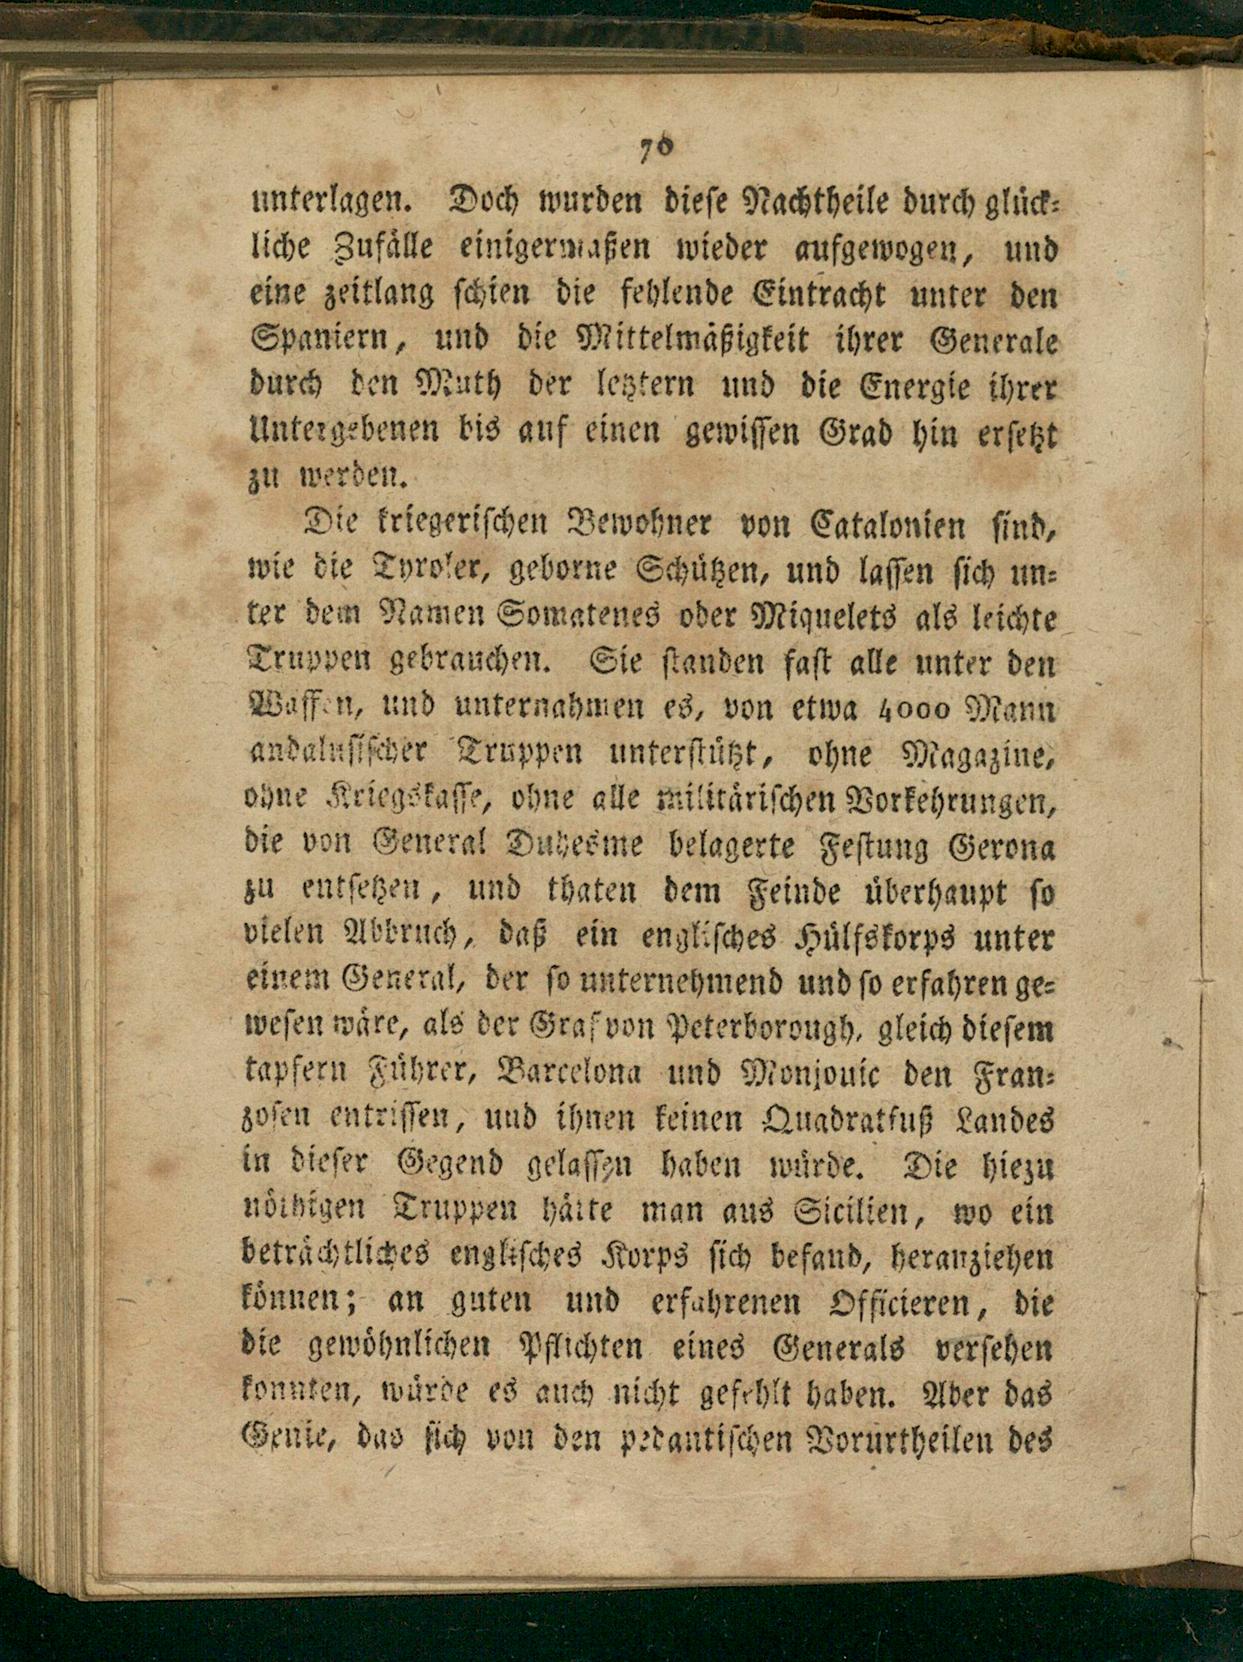 70
unterlagen. Doch wurden diese Nachtheile durch glück-
liche Zufälle einigermaßen wieder aufgewogen, und
eine zeitlang schien die fehlende Eintracht unter den
Spaniern, und die Mittelmäßigkeit ihrer Generale
durch den Muth der letztern und die Energie ihrer
Untergebenen bis auf einen gewissen Grad hin ersetzt
zu werden.
Die kriegerischen Bewohner von Catalonien sind,
wie die Tyroler, geborne Schützen, und lassen sich un-
ter dem Namen Somatenes oder Miquelets als leichte
Truppen gebrauchen. Sie standen fast alle unter den
Waffen, und unternahmen es, von etwa 4000 Mann
andalusischer Truppen unterstützt, ohne Magazine,
ohne Kriegskasse, ohne alle militärischen Vorkehrungen,
die von General Duhesme belagerte Festung Gerona
zu entsetzen, und thaten dem Feinde überhaupt so
vielen Abbruch, daß ein englisches Hülfskorps unter
einem General, der so unternehmend und so erfahren ge-
wesen wäre, als der Graf von Peterborough, gleich diesem
tapfern Führer, Barcelona und Monjouic den Fran-
zosen entrissen, und ihnen keinen Quadratfuß Landes
in dieser Gegend gelassen haben würde. Die hiezu
nöthigen Truppen hätte man aus Sicilien, wo ein
beträchtliches englisches Korps sich befand, heranziehen
können; an guten und erfahrenen Officieren, die
die gewöhnlichen Pflichten eines Generals versehen
konnten, würde es auch nicht gefehlt haben. Aber das
Genie, das sich von den pedantischen Vorurtheilen des